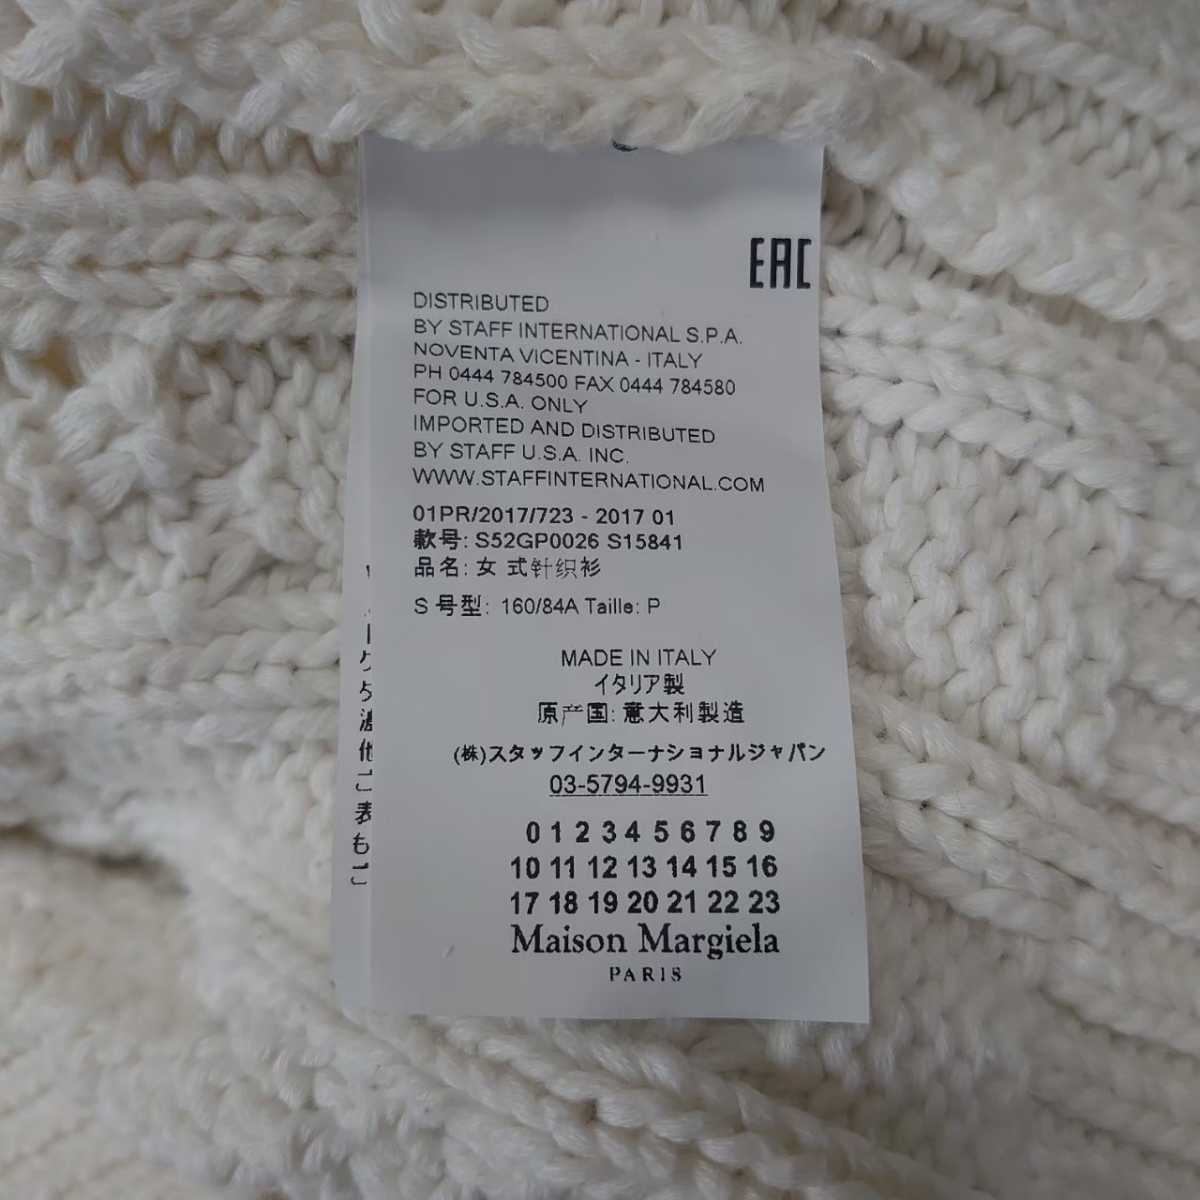 EAC
DISTRIBUTED
BY STAFF INTERNATIONAL S.P.A.
NOVENTA VICENTINA - ITALY
PH 0444 784500 FAX 0444 784580
FOR U.S.A. ONLY
IMPORTED AND DISTRIBUTED
BY STAFF U.S.A. INC.
WWW.STAFFINTERNATIONAL.COM
01PR/2017/723 - 2017 01
款号: S52GP0026 S15841
品名: 女 式针织衫
S 号型: 160/84A Taille: P
MADE IN ITALY
イタリア製
原产国: 意大利製造
(株)スタッフインターナショナルジャパン
03-5794-9931
0 1 2 3 4 5 6 7 8 9
10 11 12 13 14 15 16
17 18 19 20 21 22 23
Maison Margiela
PARIS